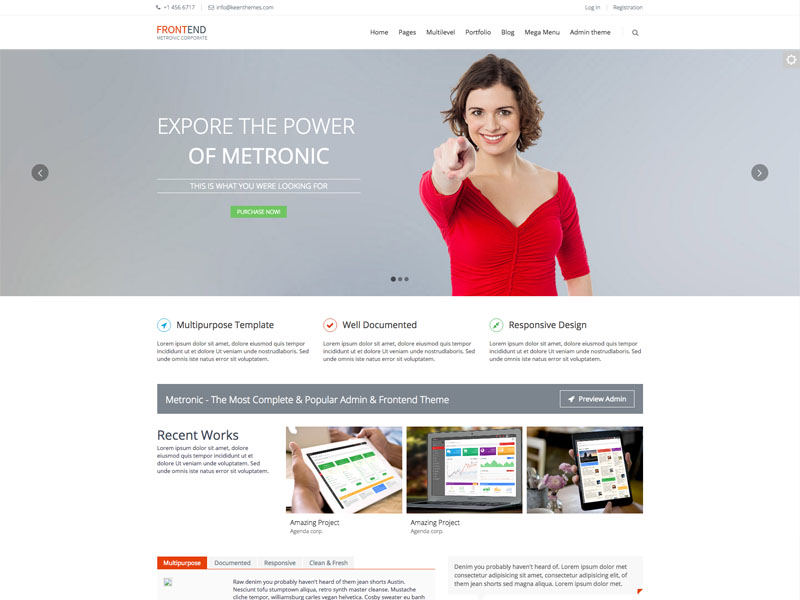 +1 456 6717
info@keenthemes.com
Log In
Registration
FRONTEND
METRONIC CORPORATE
Home Pages Multilevel Portfolio Blog Mega Menu Admin theme
EXPORE THE POWER
OF METRONIC
THIS IS WHAT YOU WERE LOOKING FOR
PURCHASE NOW!
Multipurpose Template
Lorem ipsum dolor sit amet, dolore eiusmod quis tempor
incididunt ut et dolore Ut veniam unde nostrudlaboris. Sed
unde omnis iste natus error sit voluptatem.
Well Documented
Lorem ipsum dolor sit amet, dolore eiusmod quis tempor
incididunt ut et dolore Ut veniam unde nostrudlaboris. Sed
unde omnis iste natus error sit voluptatem.
Responsive Design
Lorem ipsum dolor sit amet, dolore eiusmod quis tempor
incididunt ut et dolore Ut veniam unde nostrudlaboris. Sed
unde omnis iste natus error sit voluptatem.
Metronic - The Most Complete & Popular Admin & Frontend Theme
Preview Admin
Recent Works
Lorem ipsum dolor sit amet, dolore
eiusmod quis tempor incididunt ut et
dolore Ut veniam unde voluptatem. Sed
unde omnis iste natus error sit
voluptatem.
Amazing Project
Agenda corp.
Amazing Project
Agenda corp.
Multipurpose Documented Responsive Clean & Fresh
Raw denim you probably haven't heard of them jean shorts Austin.
Nesciunt tofu stumptown aliqua, retro synth master cleanse. Mustache
cliche tempor, williamsburg carles vegan helvetica. Cosby sweater eu banh
Denim you probably haven't heard of. Lorem ipsum dolor met
consectetur adipisicing sit amet, consectetur adipisicing elit, of
them jean shorts sed magna aliqua. Lorem ipsum dolor met.